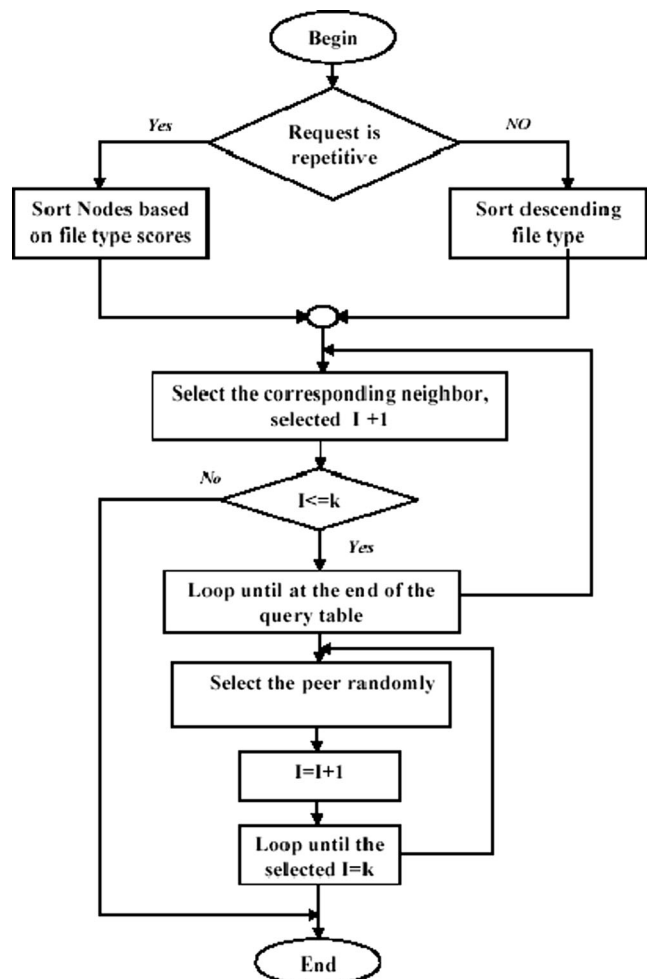 Begin
Yes
Request is
repetitive
NO
Sort Nodes based
on file type scores
Sort descending
file type
Select the corresponding neighbor,
selected I +1
No
I<=k
Yes
Loop until at the end of the
query table
Select the peer randomly
I=I+1
Loop until the
selected I=k
End